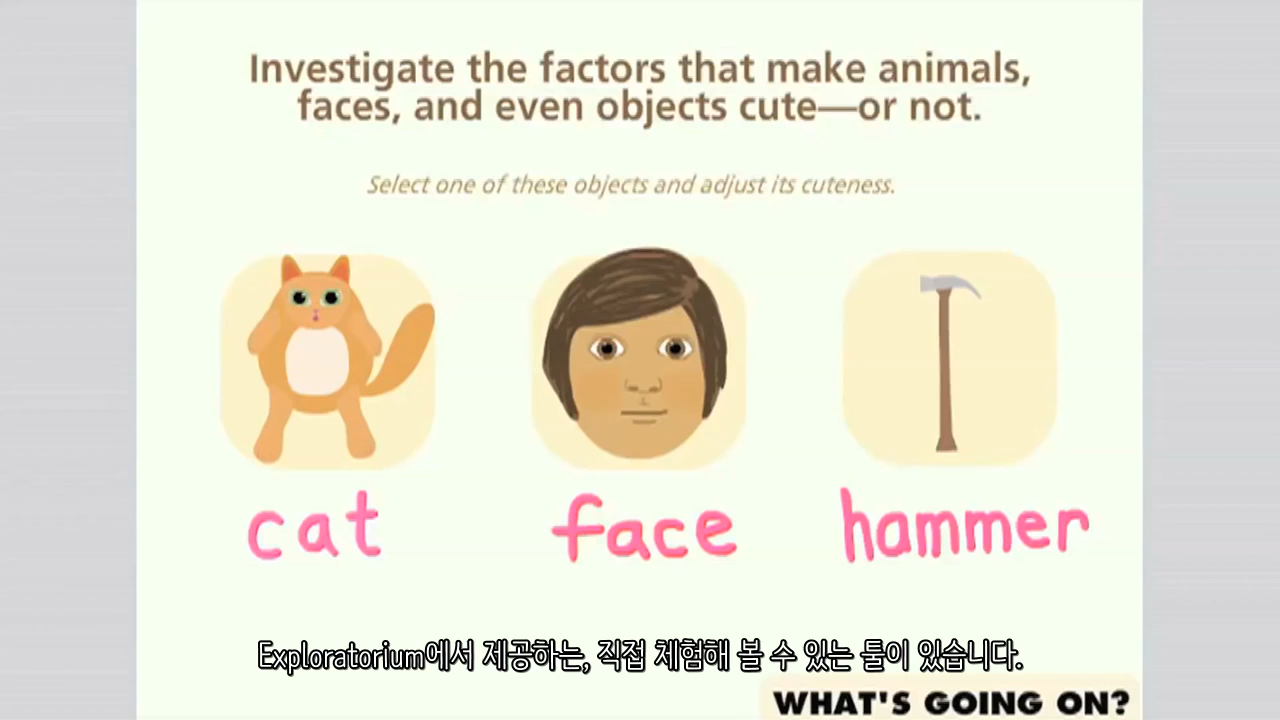 Investigate the factors that make animals,
faces, and even objects cute—or not.
Select one of these objects and adjust its cuteness.
cat
face
hammer
Exploratorium에서 제공하는, 직접 체험해 볼 수 있는 툴이 있습니다.
WHAT'S GOING ON?